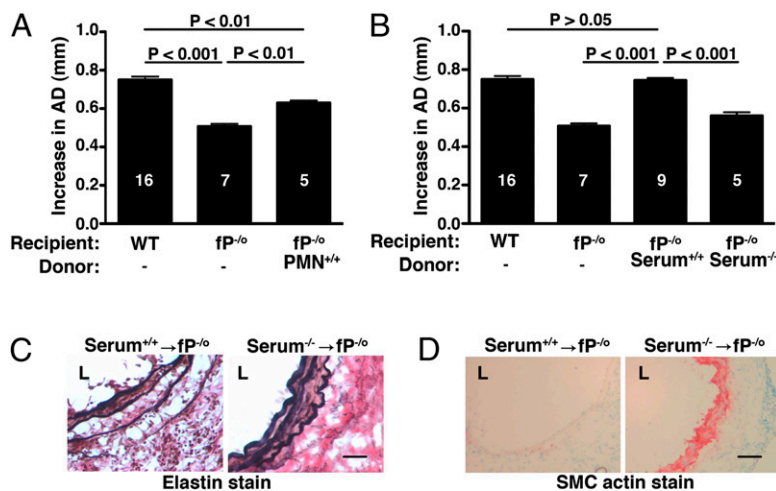 A
P < 0.01
P < 0.001 P < 0.01
Increase in AD (mm)
1.0
0.8
0.6
0.4
0.2
0.0
16 7 5
Recipient: WT fP-/o fP-/o
Donor: - - PMN+/+
B
P > 0.05
P < 0.001 P < 0.001
Increase in AD (mm)
1.0
0.8
0.6
0.4
0.2
0.0
16 7 9 5
Recipient: WT fP-/o fP-/o fP-/o
Donor: - - Serum+/+ Serum-/-
C
Serum+/+→fP-/o Serum-/-→fP-/o
L L
Elastin stain
D
Serum+/+→fP-/o Serum-/-→fP-/o
L L
SMC actin stain